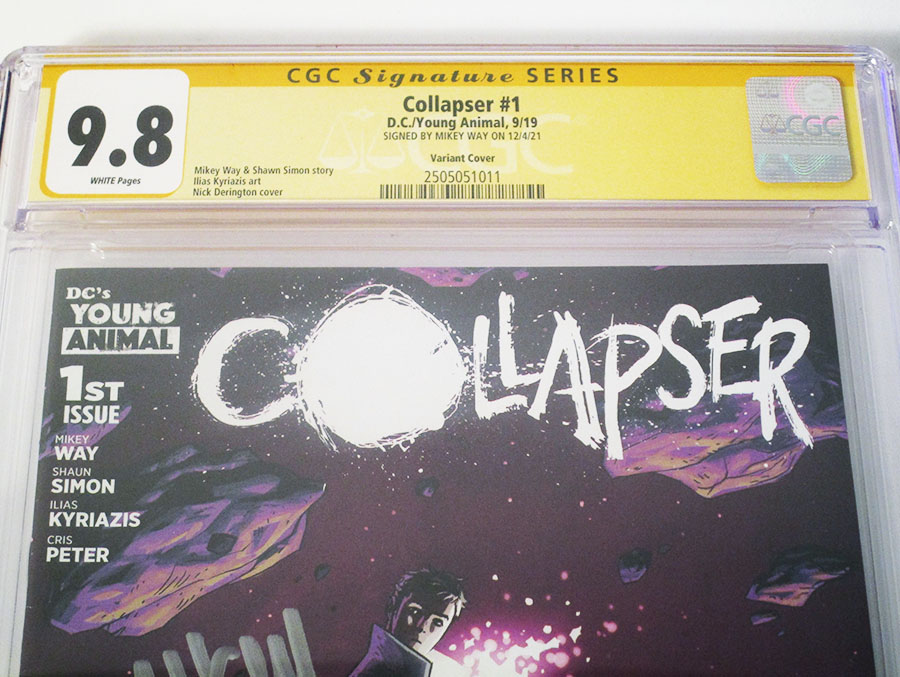 CGC Signature SERIES
9.8
WHITE Pages
Collapser #1
D.C./Young Animal, 9/19
SIGNED BY MIKEY WAY ON 12/4/21
Variant Cover
2505051011
Mikey Way & Shawn Simon story
Ilias Kyriazis art
Nick Derington cover
CGC
CGC
DC's
YOUNG
ANIMAL
COLLAPSER
1ST
ISSUE
MIKEY
WAY
SHAUN
SIMON
ILIAS
KYRIAZIS
CRIS
PETER